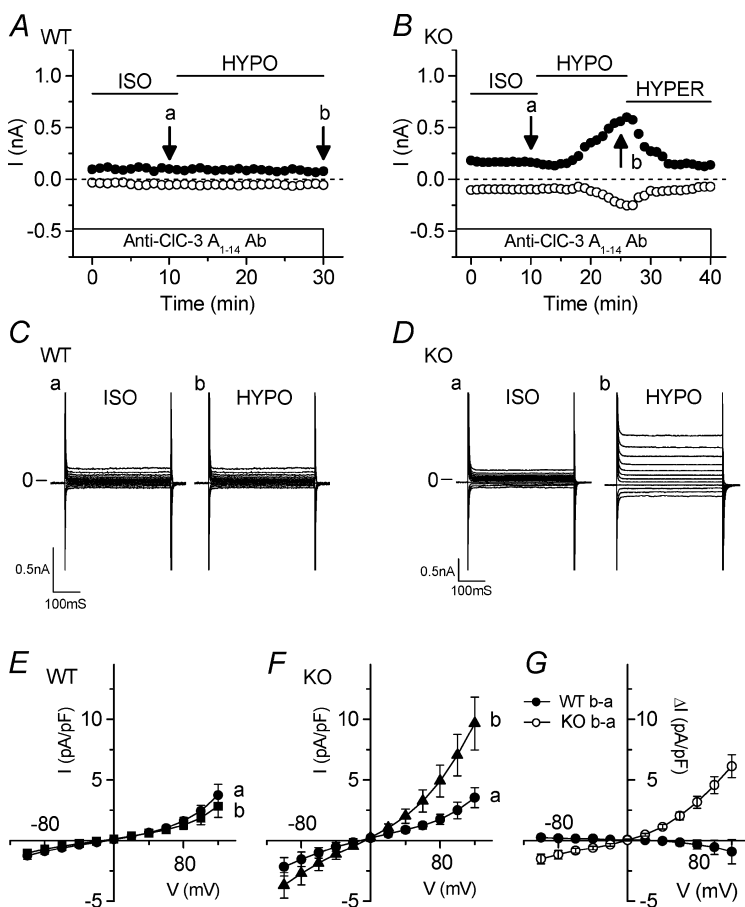 A WT
HYPO
ISO
a
b
1.0
0.5
0.0
-0.5
I (nA)
Anti-ClC-3 A1-14 Ab
0 10 20 30
Time (min)
B KO
HYPO
ISO
HYPER
a
b
1.0
0.5
0.0
-0.5
I (nA)
Anti-ClC-3 A1-14 Ab
0 10 20 30 40
Time (min)
C WT
a ISO
b HYPO
0
0.5nA
100mS
D KO
a ISO
b HYPO
0
0.5nA
100mS
E WT
I (pA/pF)
10
5
-5
-80
80
V (mV)
a
b
F KO
I (pA/pF)
10
5
-5
-80
80
V (mV)
b
a
G
WT b-a
KO b-a
ΔI (pA/pF)
10
5
-5
-80
80
V (mV)